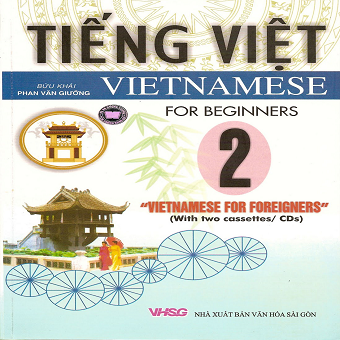 TIẾNG VIỆT
BỬU KHẢI
PHAN VĂN GIƯỠNG
VIETNAMESE
FOR BEGINNERS
2
"VIETNAMESE FOR FOREIGNERS"
(With two cassettes/ CDs)
VHSG
NHÀ XUẤT BẢN VĂN HÓA SÀI GÒN